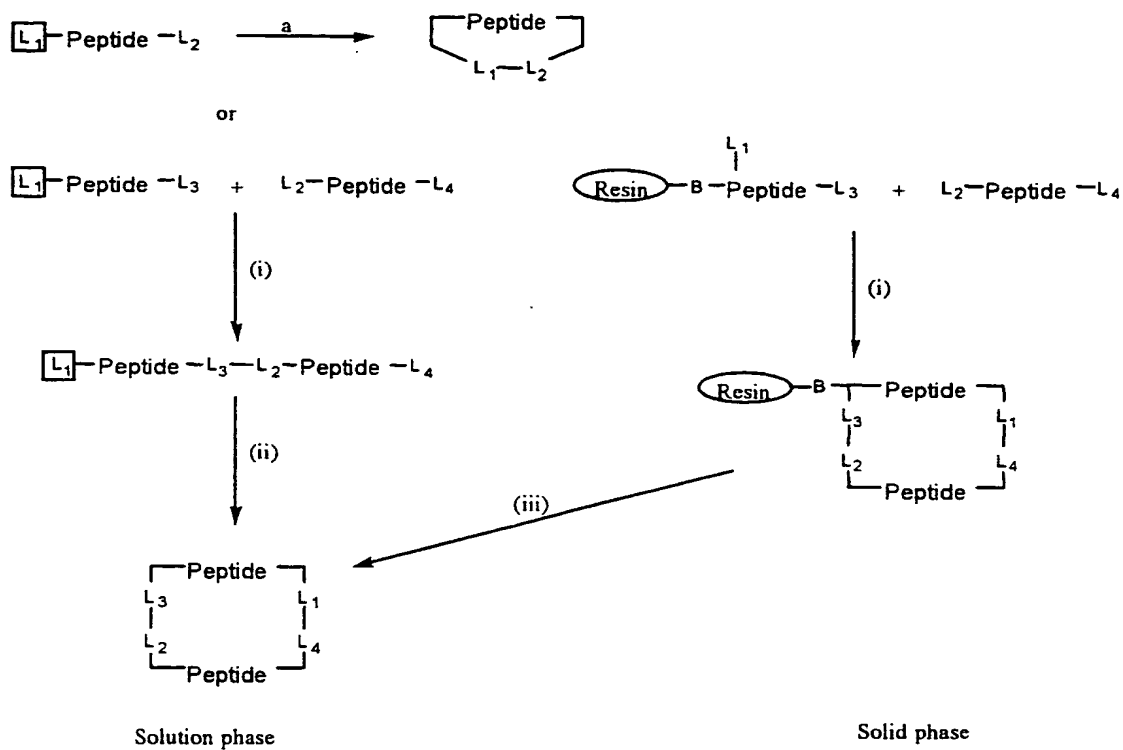 L1 — Peptide — L2 a Peptide
L1 — L2
or
L1 — Peptide — L3 + L2 — Peptide — L4
L1
Resin — B — Peptide — L3 + L2 — Peptide — L4
(i)
(i)
L1 — Peptide — L3 — L2 — Peptide — L4
Resin — B Peptide
L3 L1
L2 L4
Peptide
(ii)
(iii)
Peptide
L3 L1
L2 L4
Peptide
Solution phase
Solid phase